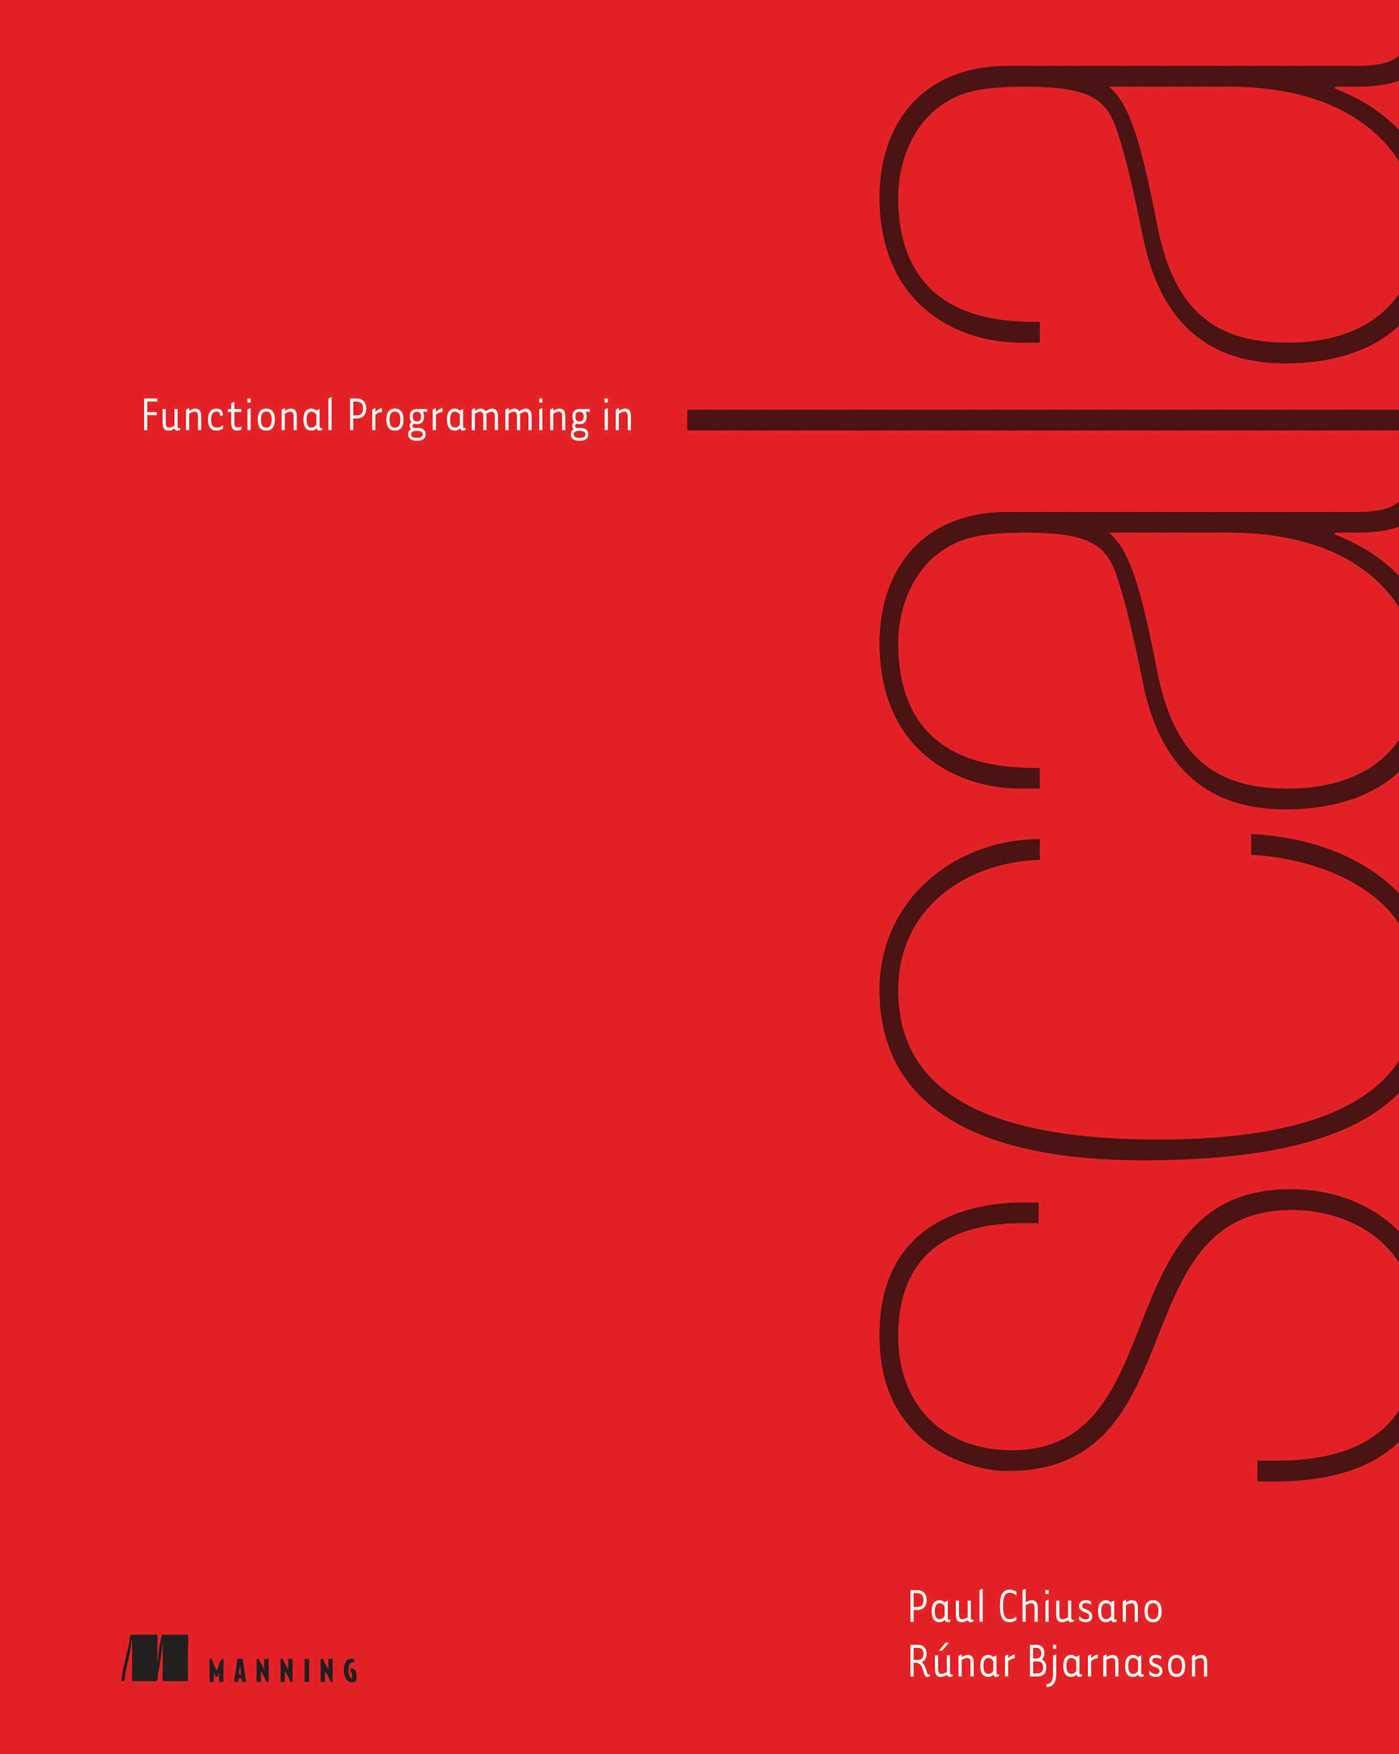 Functional Programming in
scala
Paul Chiusano
Rúnar Bjarnason
MANNING